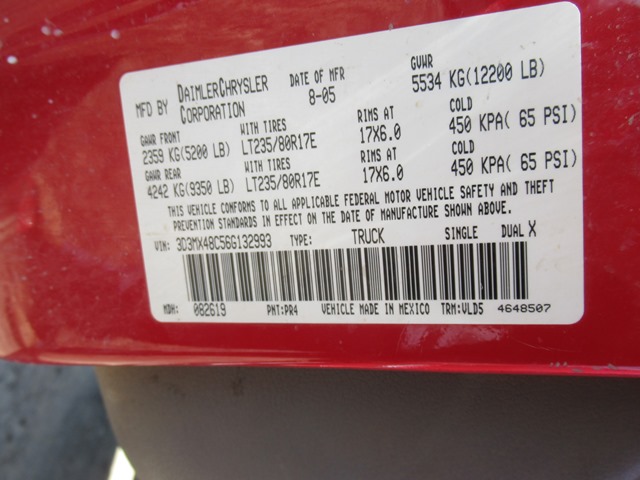 MFD BY DAIMLERCHRYSLER CORPORATION DATE OF MFR 8-05 GVWR 5534 KG(12200 LB)
GAWR FRONT WITH TIRES RIMS AT COLD
2359 KG(5200 LB) LT235/80R17E 17X6.0 450 KPA( 65 PSI)
GAWR REAR WITH TIRES RIMS AT COLD
4242 KG(9350 LB) LT235/80R17E 17X6.0 450 KPA( 65 PSI)
THIS VEHICLE CONFORMS TO ALL APPLICABLE FEDERAL MOTOR VEHICLE SAFETY AND THEFT
PREVENTION STANDARDS IN EFFECT ON THE DATE OF MANUFACTURE SHOWN ABOVE.
VIN: 3D3MX48C56G132993 TYPE: TRUCK SINGLE DUAL X
MDH: 082619 PNT:PR4 VEHICLE MADE IN MEXICO TRM:VLD5 4648507